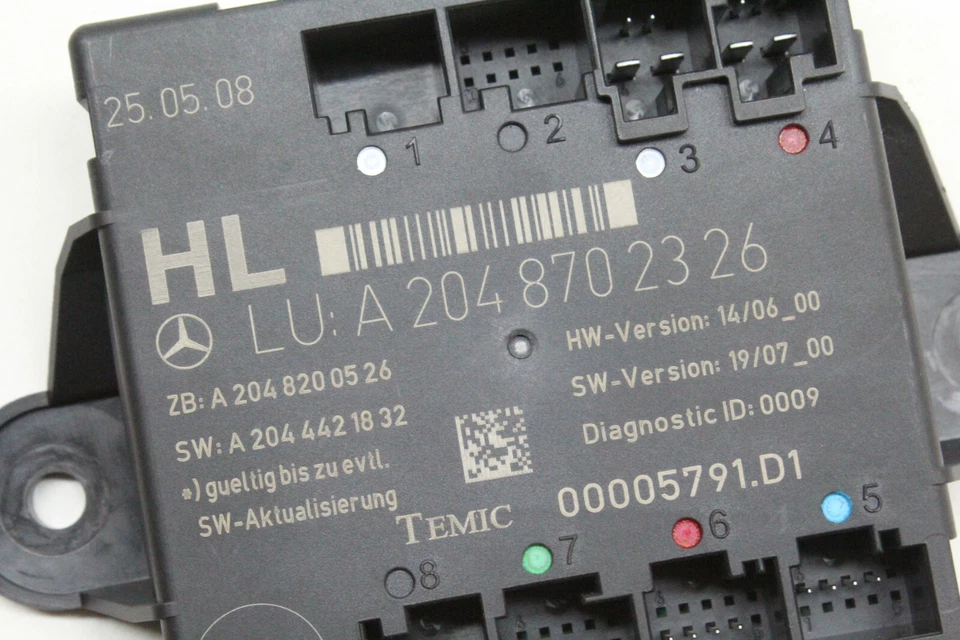 25.05.08
1
2
3
4
HL
LU: A 204 870 23 26
ZB: A 204 820 05 26
SW: A 204 442 18 32
*) gueltig bis zu evtl.
SW-Aktualisierung
HW-Version: 14/06_00
SW-Version: 19/07_00
Diagnostic ID: 0009
TEMIC
00005791.D1
8
7
6
5